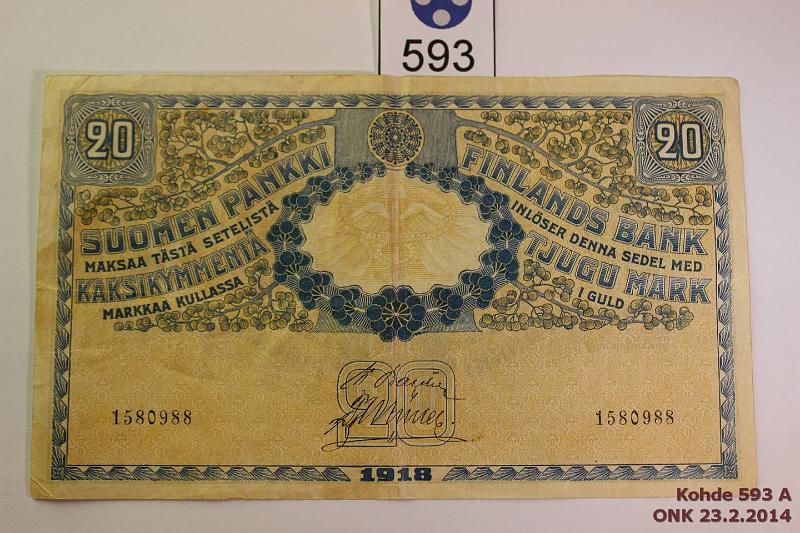 593
20
20
SUOMEN PANKKI
MAKSAA TÄSTÄ SETELISTÄ
KAKSIKYMMENTÄ
MARKKAA KULLASSA
FINLANDS BANK
INLÖSER DENNA SEDEL MED
TJUGU MARK
I GULD
20
1580988
1580988
1918
Kohde 593 A
ONK 23.2.2014